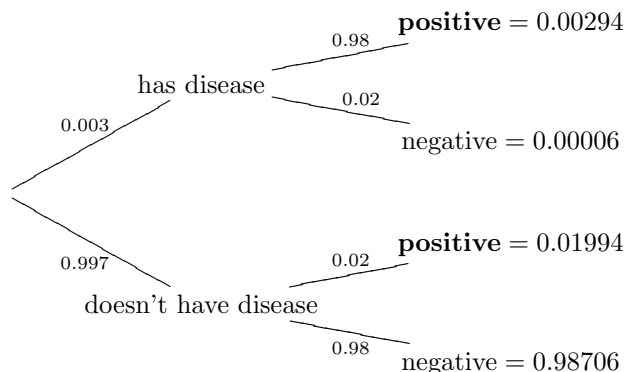 positive = 0.00294
0.98
has disease
0.02
0.003
negative = 0.00006
positive = 0.01994
0.997
0.02
doesn't have disease
0.98
negative = 0.98706